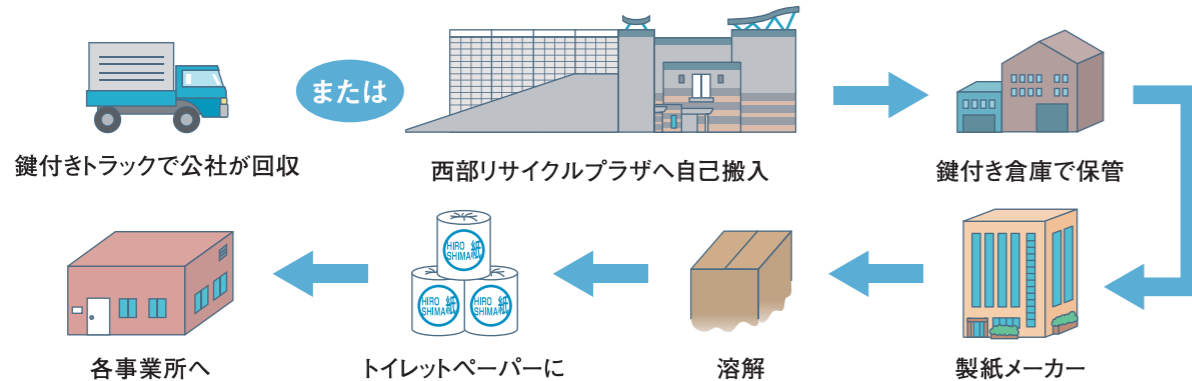 または
鍵付きトラックで公社が回収
西部リサイクルプラザへ自己搬入
鍵付き倉庫で保管
HIRO
SHIMA 紙
HIRO
SHIMA 紙
HIRO
SHIMA 紙
各事業所へ
トイレットペーパーに
溶解
製紙メーカー